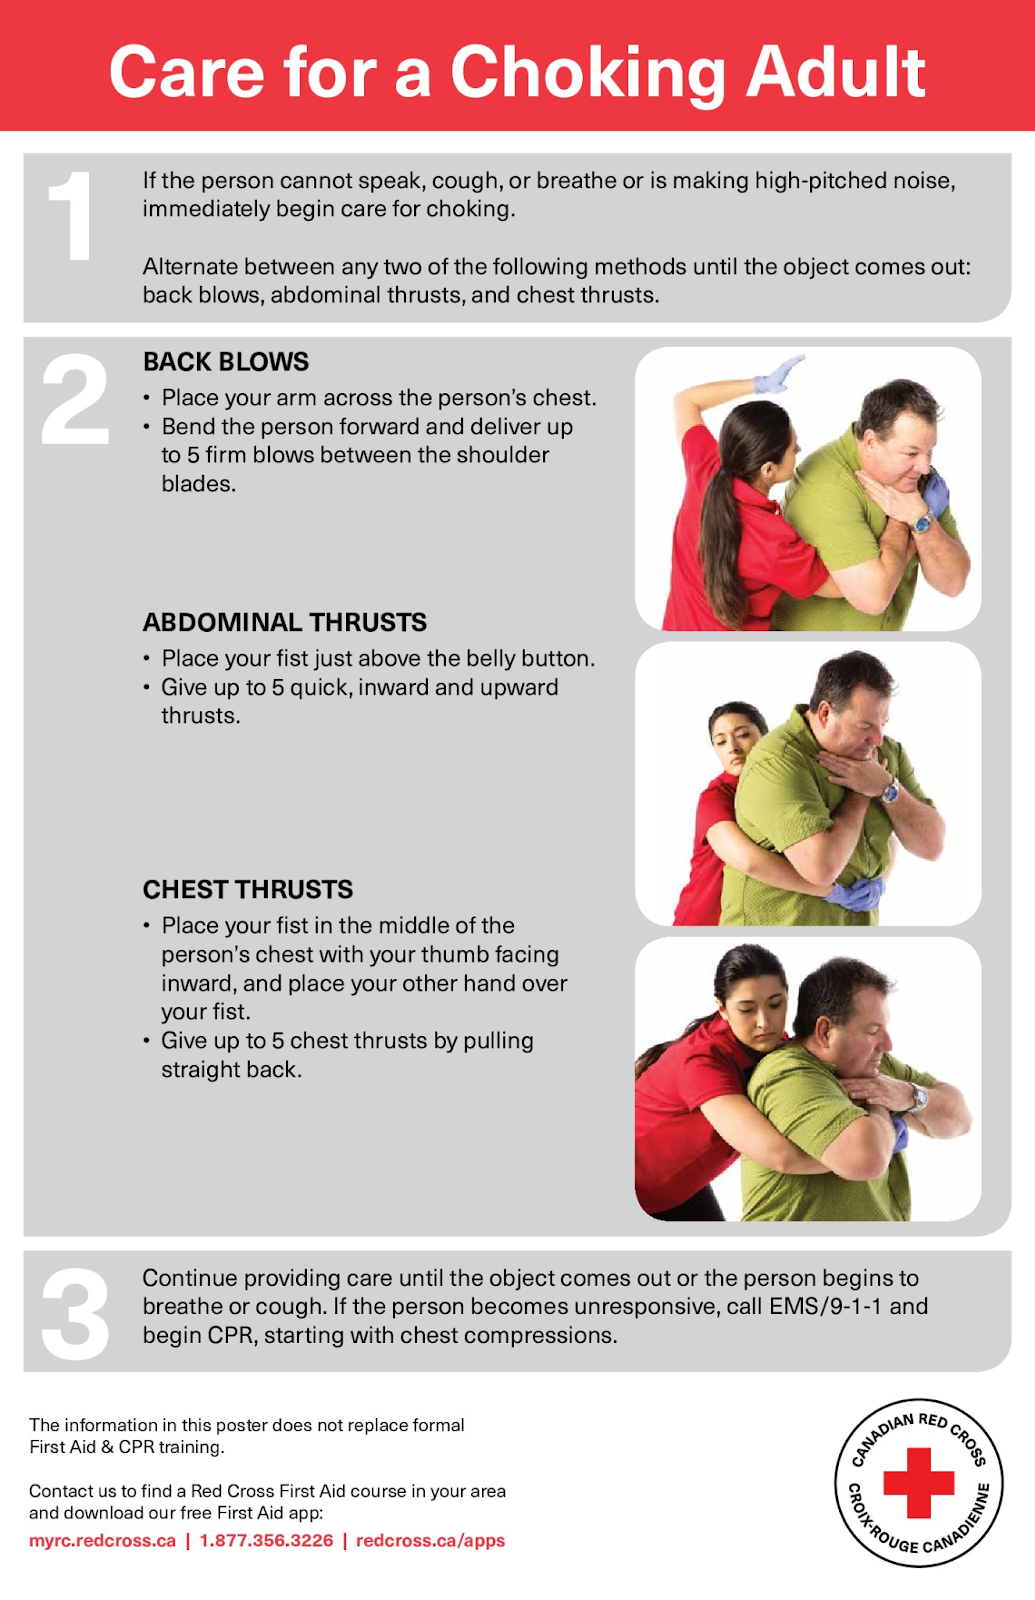 Care for a Choking Adult
1
If the person cannot speak, cough, or breathe or is making high-pitched noise,
immediately begin care for choking.
Alternate between any two of the following methods until the object comes out:
back blows, abdominal thrusts, and chest thrusts.
2
BACK BLOWS
• Place your arm across the person's chest.
• Bend the person forward and deliver up
to 5 firm blows between the shoulder
blades.
ABDOMINAL THRUSTS
• Place your fist just above the belly button.
• Give up to 5 quick, inward and upward
thrusts.
CHEST THRUSTS
• Place your fist in the middle of the
person's chest with your thumb facing
inward, and place your other hand over
your fist.
• Give up to 5 chest thrusts by pulling
straight back.
3
Continue providing care until the object comes out or the person begins to
breathe or cough. If the person becomes unresponsive, call EMS/9-1-1 and
begin CPR, starting with chest compressions.
The information in this poster does not replace formal
First Aid & CPR training.
Contact us to find a Red Cross First Aid course in your area
and download our free First Aid app:
myrc.redcross.ca | 1.877.356.3226 | redcross.ca/apps
CANADIAN RED CROSS
CROIX-ROUGE CANADIENNE